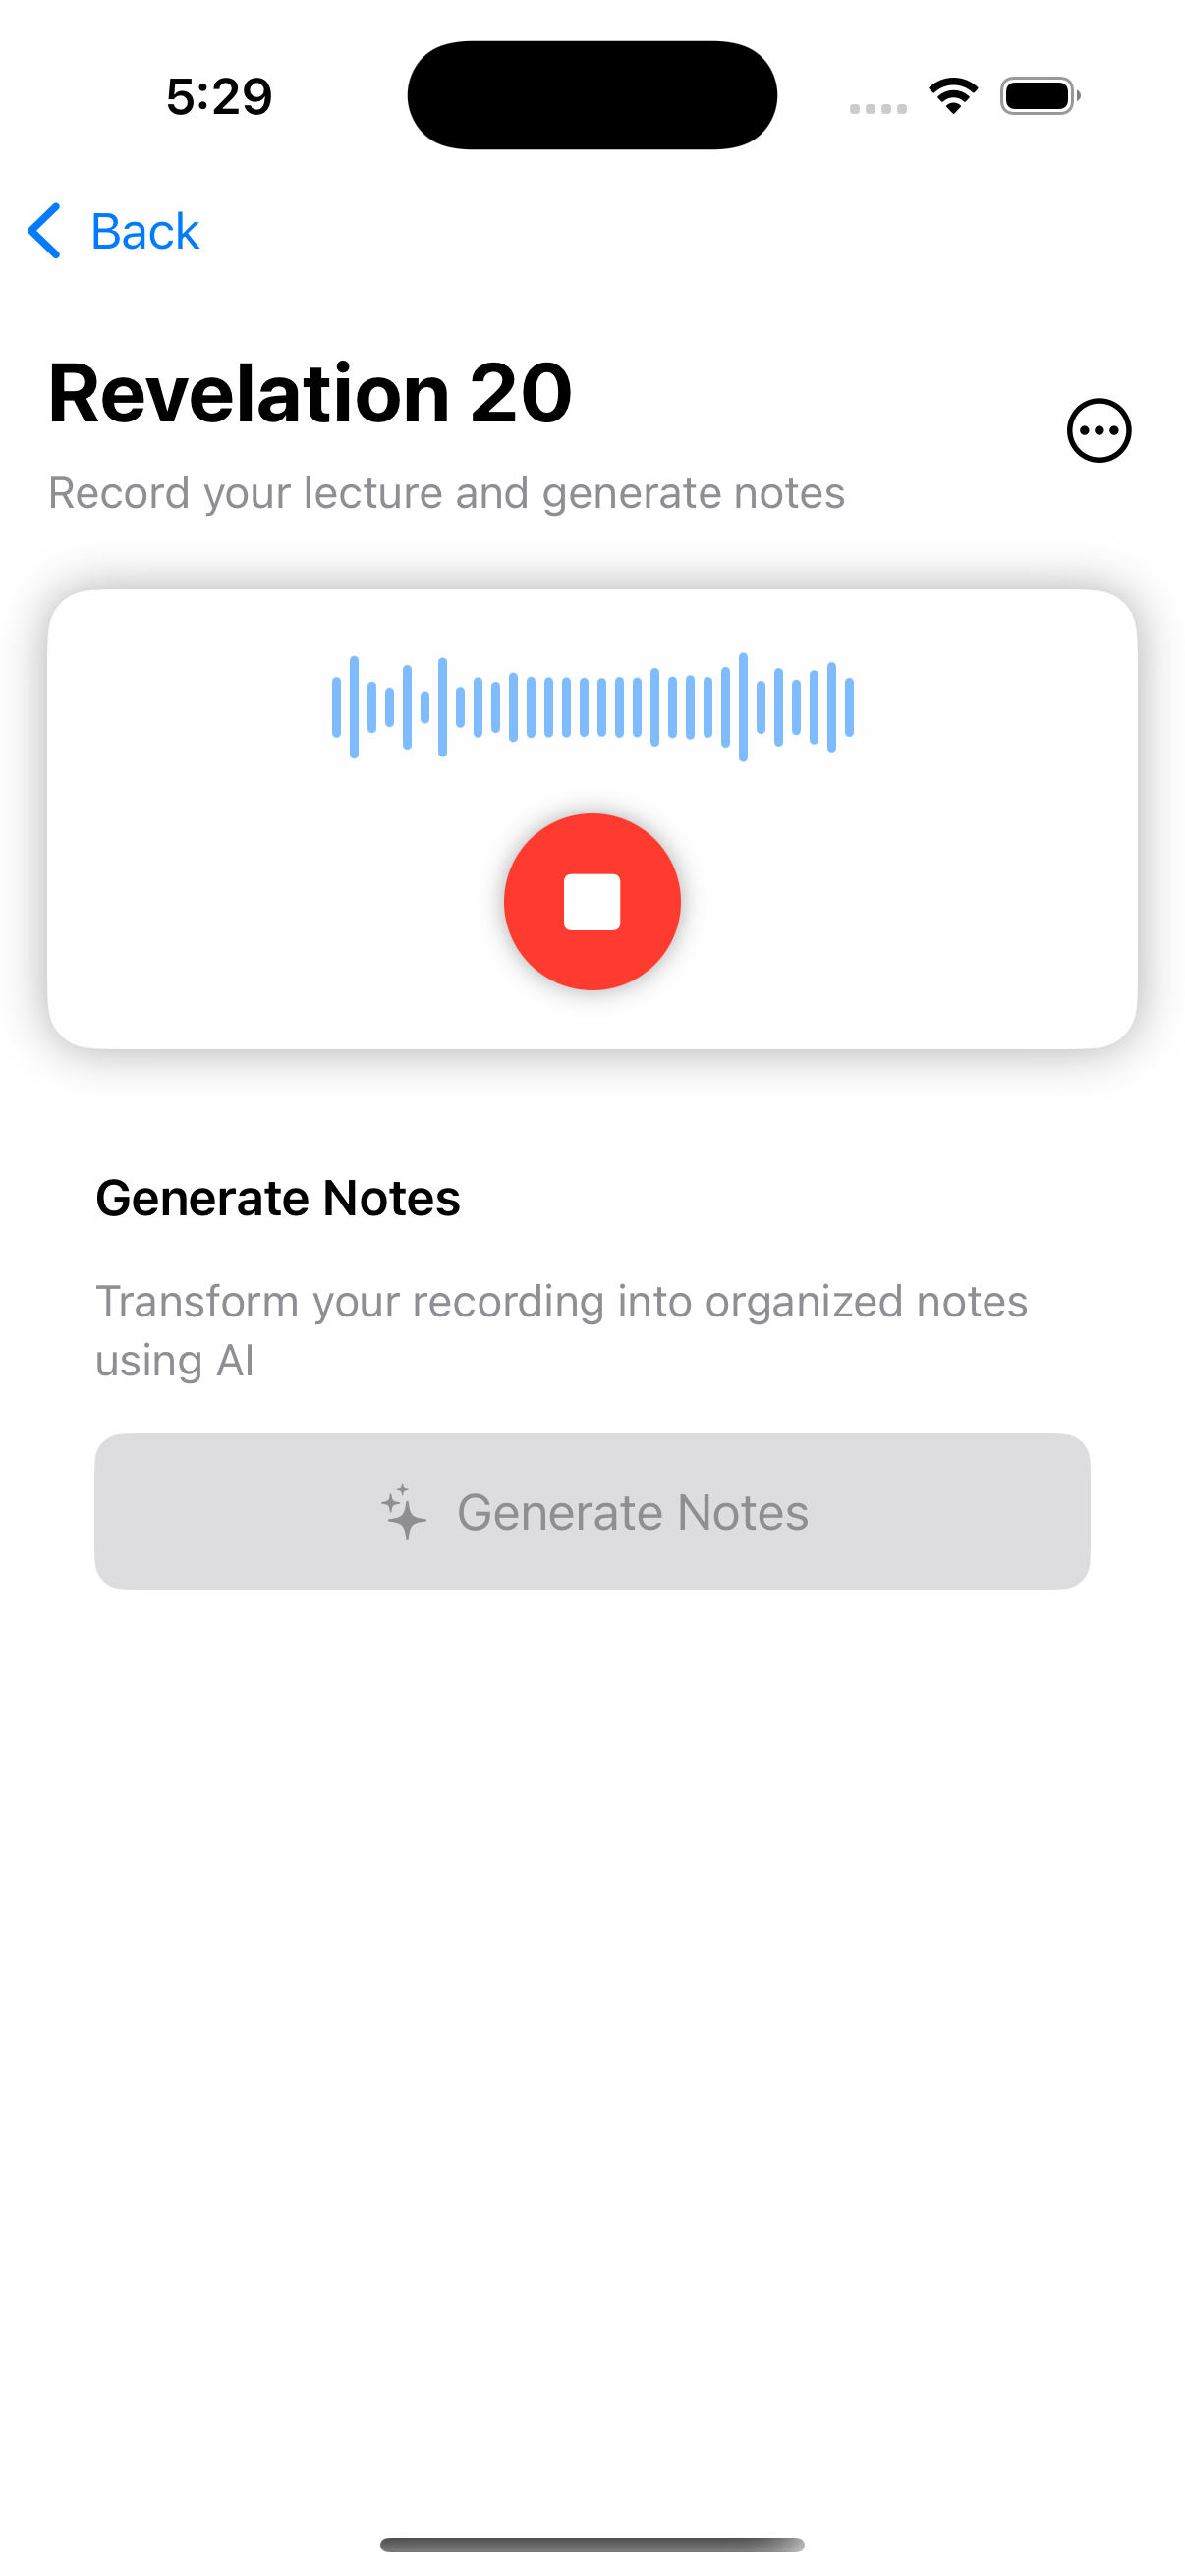 5:29
Back
Revelation 20
Record your lecture and generate notes
Generate Notes
Transform your recording into organized notes
using AI
Generate Notes